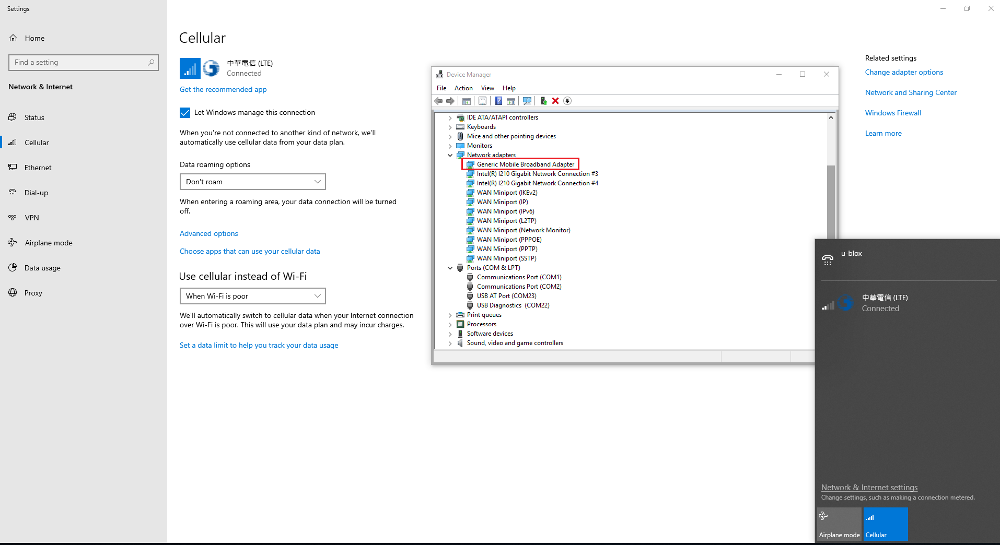 Settings
Home
Find a setting
Network & Internet
Status
Cellular
Ethernet
Dial-up
VPN
Airplane mode
Data usage
Proxy
Cellular
中華電信 (LTE)
Connected
Get the recommended app
Let Windows manage this connection
When you're not connected to another kind of network, we'll
automatically use cellular data from your data plan.
Data roaming options
Don't roam
When entering a roaming area, your data connection will be turned
off.
Advanced options
Choose apps that can use your cellular data
Use cellular instead of Wi-Fi
When Wi-Fi is poor
We'll automatically switch to cellular data when your Internet connection
over Wi-Fi is poor. This will use your data plan and may incur charges.
Set a data limit to help you track your data usage
Device Manager
File Action View Help
IDE ATA/ATAPI controllers
Keyboards
Mice and other pointing devices
Monitors
Network adapters
Generic Mobile Broadband Adapter
Intel(R) I210 Gigabit Network Connection #3
Intel(R) I210 Gigabit Network Connection #4
WAN Miniport (IKEv2)
WAN Miniport (IP)
WAN Miniport (IPv6)
WAN Miniport (L2TP)
WAN Miniport (Network Monitor)
WAN Miniport (PPPOE)
WAN Miniport (PPTP)
WAN Miniport (SSTP)
Ports (COM & LPT)
Communications Port (COM1)
Communications Port (COM2)
USB AT Port (COM23)
USB Diagnostics (COM22)
Print queues
Processors
Software devices
Sound, video and game controllers
Related settings
Change adapter options
Network and Sharing Center
Windows Firewall
Learn more
u-blox
中華電信 (LTE)
Connected
Network & Internet settings
Change settings, such as making a connection metered.
Airplane mode
Cellular